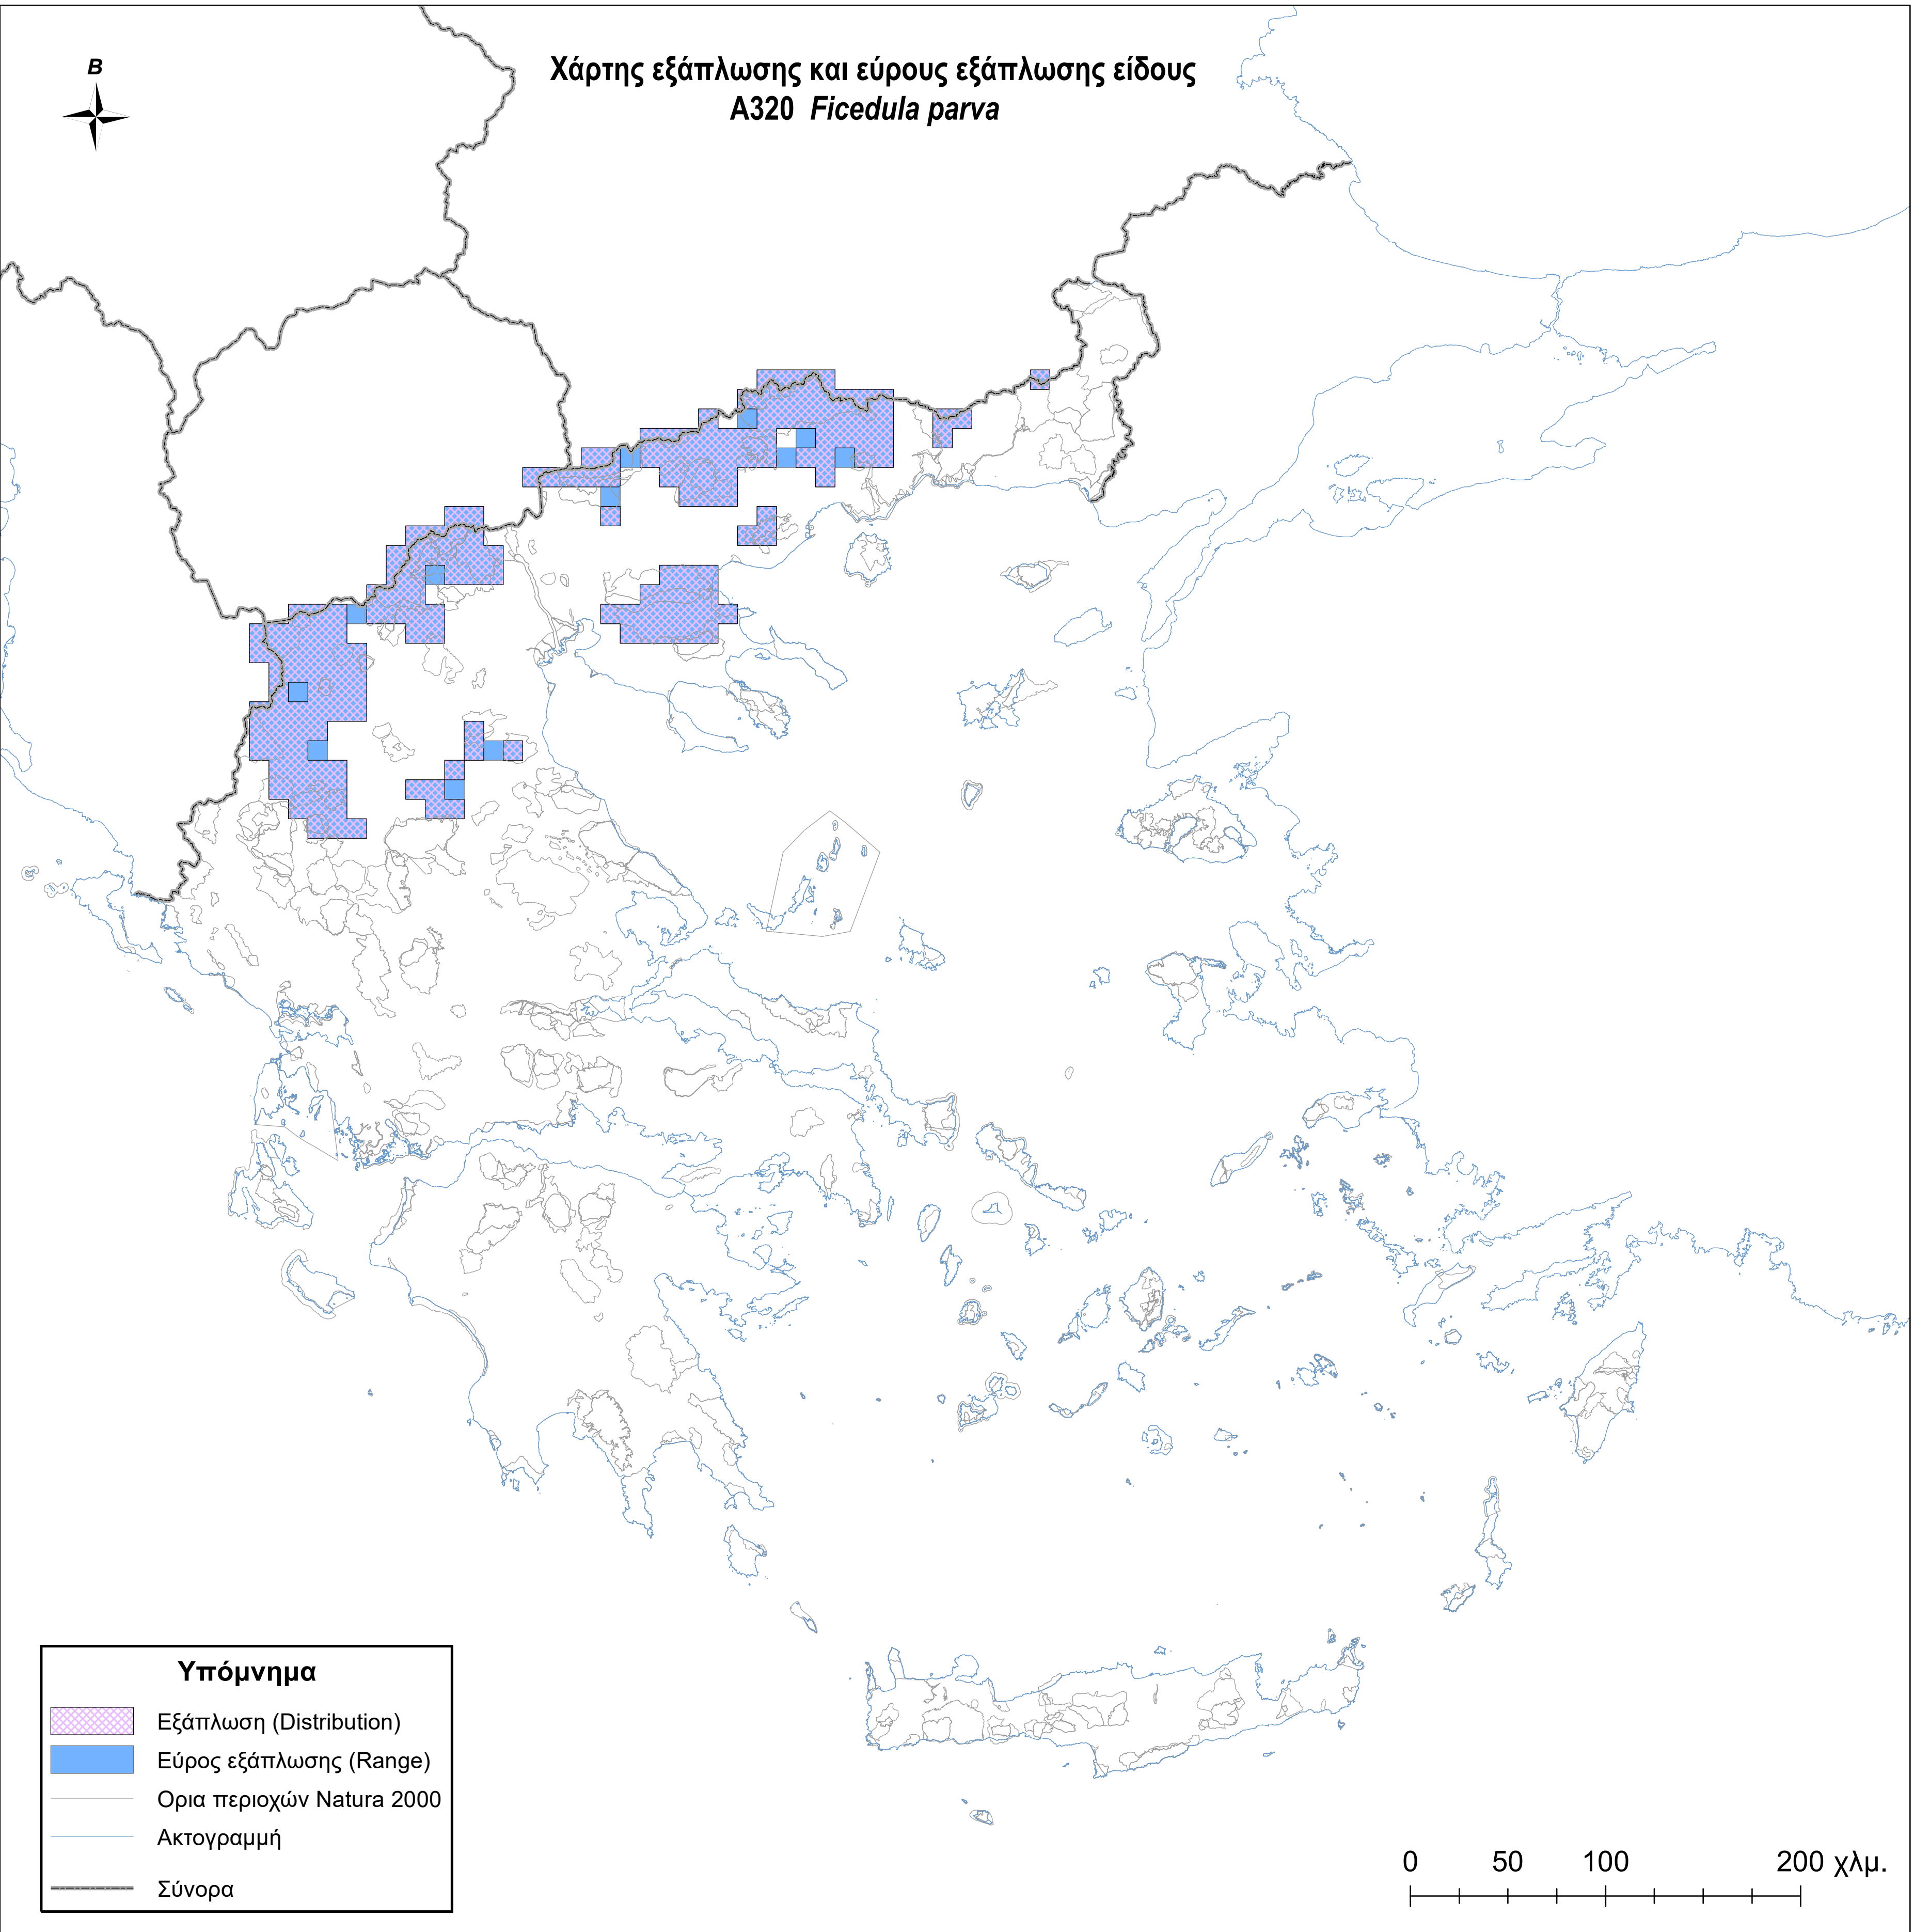 Β
Χάρτης εξάπλωσης και εύρους εξάπλωσης είδους
A320 Ficedula parva
Υπόμνημα
Εξάπλωση (Distribution)
Εύρος εξάπλωσης (Range)
Ορια περιοχών Natura 2000
Ακτογραμμή
Σύνορα
0 50 100 200 χλμ.